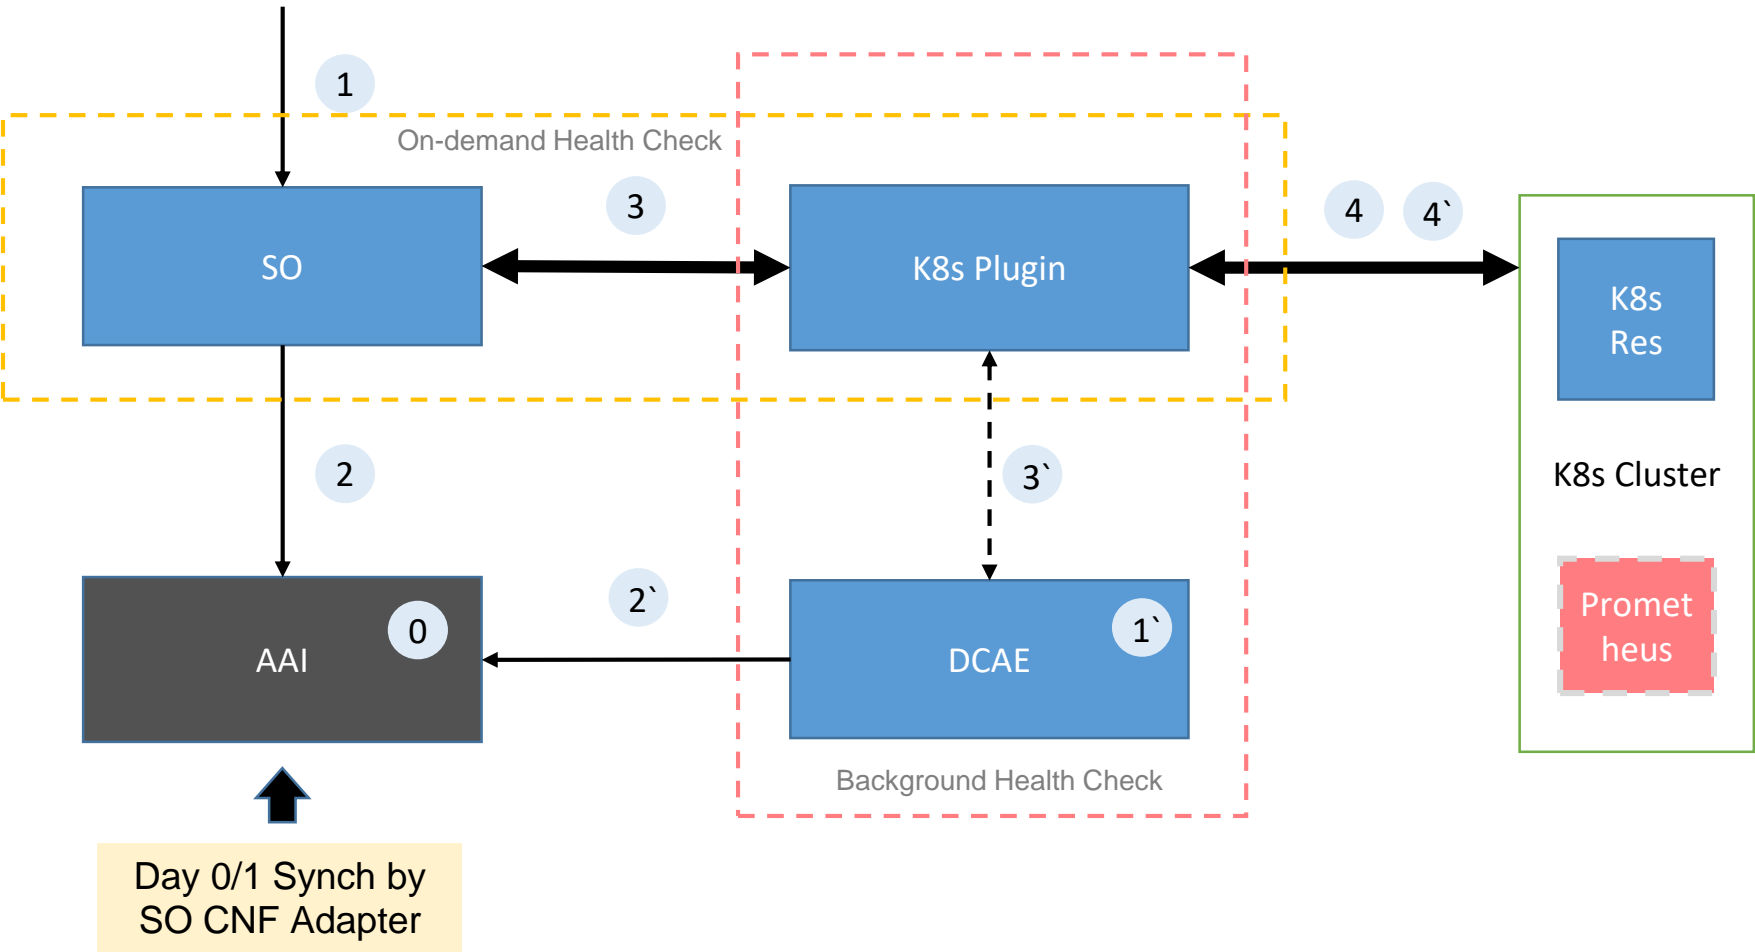 1
On-demand Health Check
SO
3
K8s Plugin
4
4`
K8s
Res
2
3`
K8s Cluster
AAI
0
2`
DCAE
1`
Promet
heus
Background Health Check
Day 0/1 Synch by
SO CNF Adapter